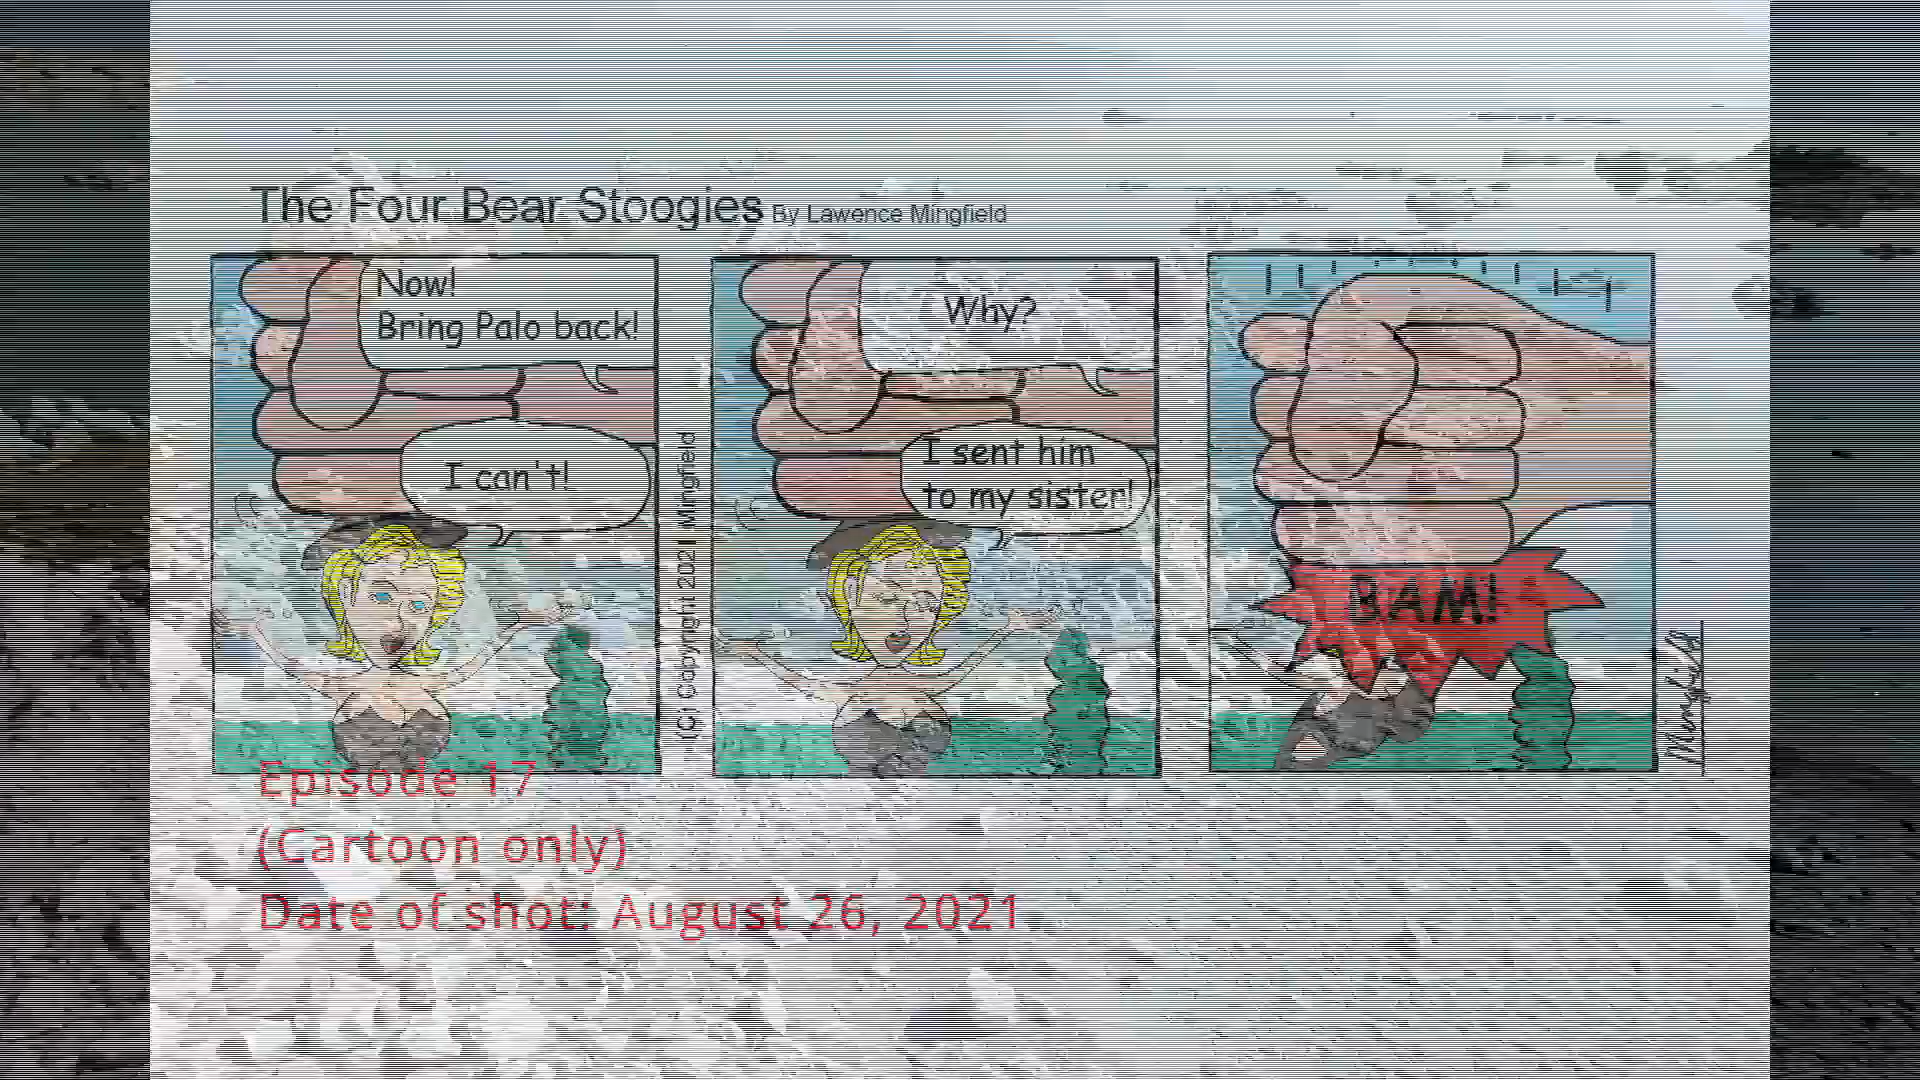 The Four Bear Stoogies By Lawence Mingfield
Now!
Bring Palo back!
I can't!
(C) Copyright 2021 Mingfield
Why?
I sent him
to my sister!
BAM!
Mingfield
Episode 17
(Cartoon only)
Date of shot: August 26, 2021